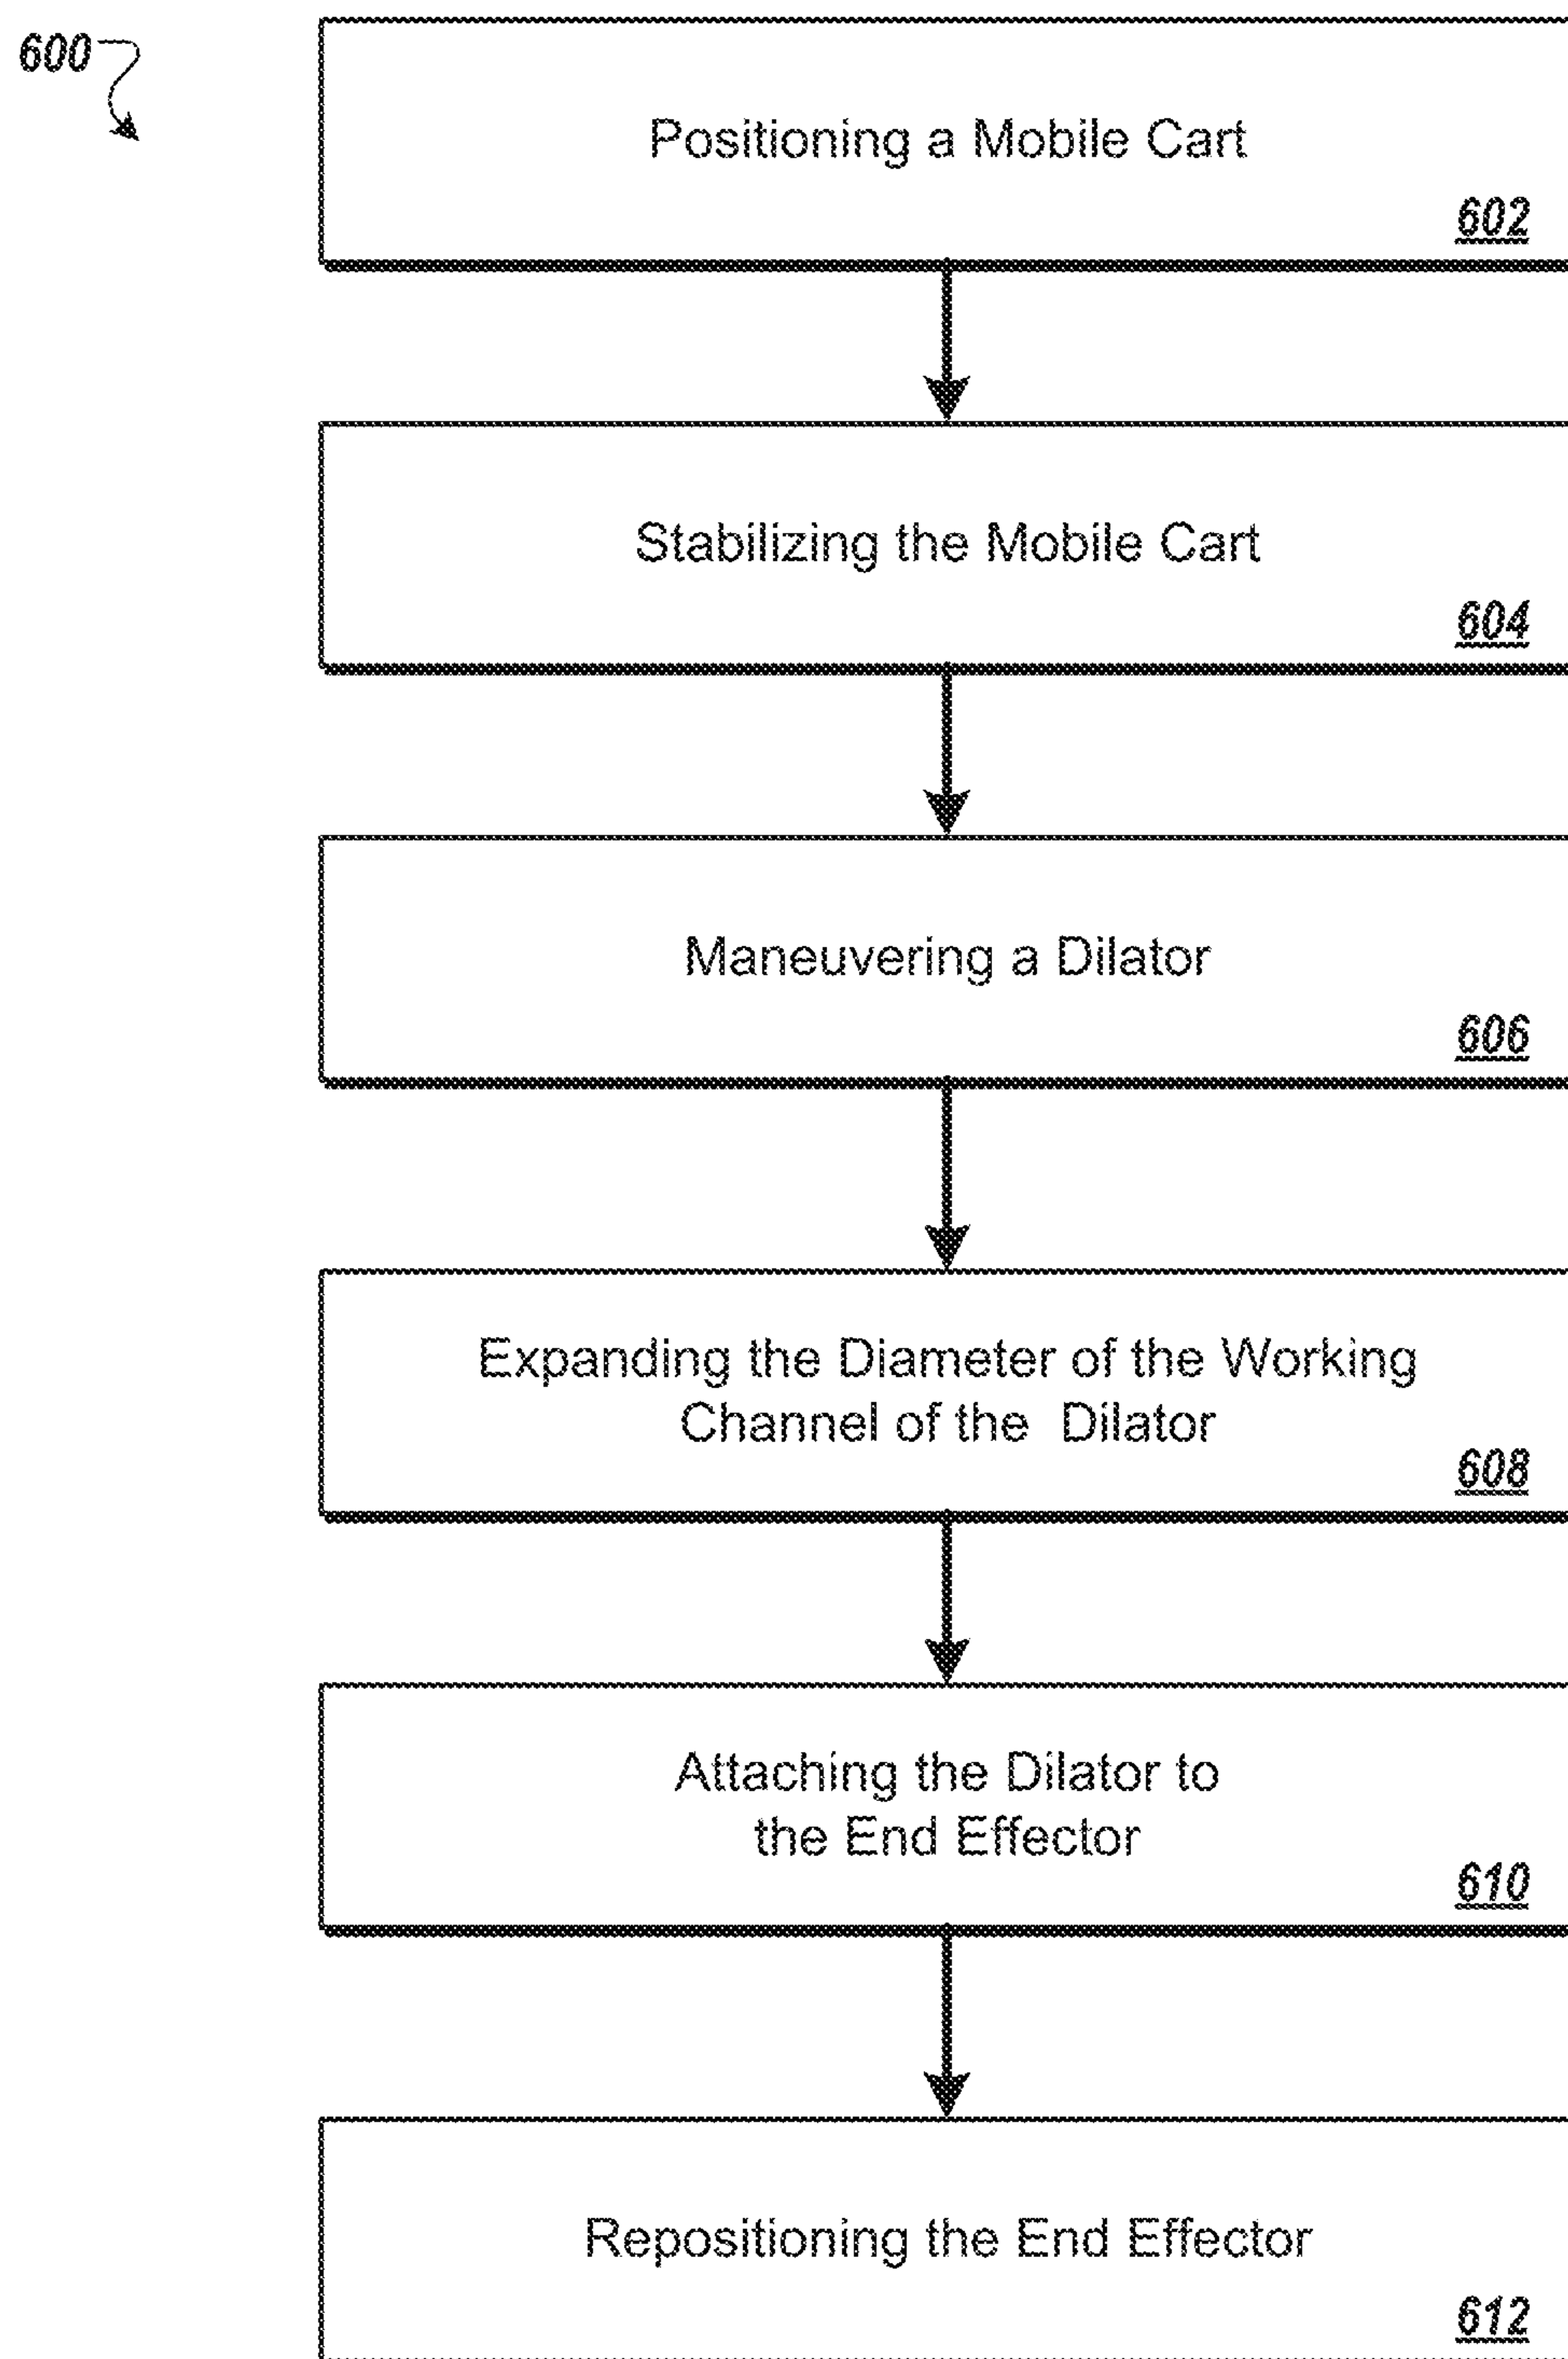 600
Positioning a Mobile Cart
602
Stabilizing the Mobile Cart
604
Maneuvering a Dilator
606
Expanding the Diameter of the Working
Channel of the  Dilator
608
Attaching the Dilator to
the End Effector
610
Repositioning the End Effector
612